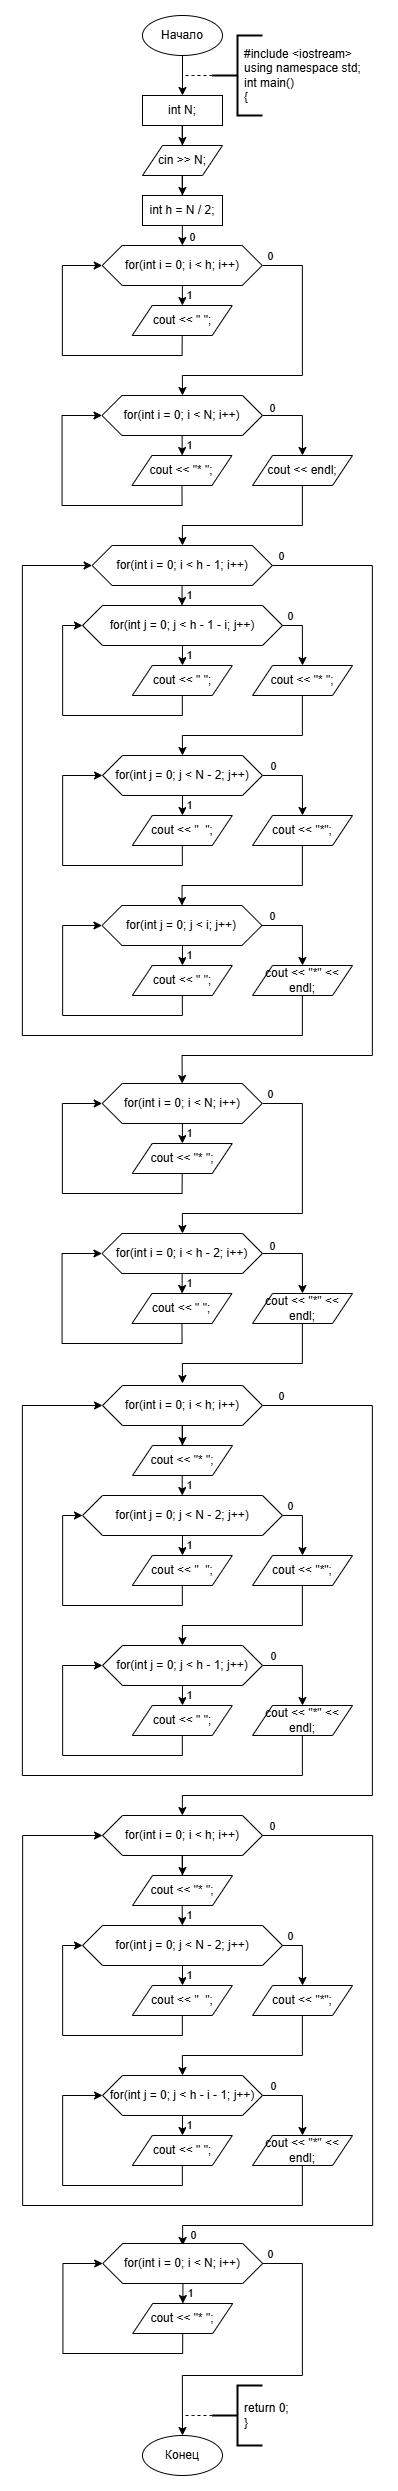 Начало
#include <iostream>
using namespace std;
int main()
{
int N;
cin >> N;
int h = N / 2;
0
for(int i = 0; i < h; i++)
0
1
cout << " ";
for(int i = 0; i < N; i++)
0
1
cout << "* ";
cout << endl;
for(int i = 0; i < h - 1; i++)
0
1
for(int j = 0; j < h - 1 - i; j++)
0
1
cout << " ";
cout << "* ";
for(int j = 0; j < N - 2; j++)
0
1
cout << "  ";
cout << "*";
for(int j = 0; j < i; j++)
0
1
cout << " ";
cout << "*" <<
endl;
for(int i = 0; i < N; i++)
0
1
cout << "* ";
for(int i = 0; i < h - 2; i++)
0
1
cout << " ";
cout << "*" <<
endl;
for(int i = 0; i < h; i++)
0
cout << "* ";
1
for(int j = 0; j < N - 2; j++)
0
1
cout << "  ";
cout << "*";
for(int j = 0; j < h - 1; j++)
0
1
cout << " ";
cout << "*" <<
endl;
for(int i = 0; i < h; i++)
0
cout << "* ";
1
for(int j = 0; j < N - 2; j++)
0
1
cout << "  ";
cout << "*";
for(int j = 0; j < h - i - 1; j++)
0
1
cout << " ";
cout << "*" <<
endl;
0
for(int i = 0; i < N; i++)
0
1
cout << "* ";
return 0;
}
Конец